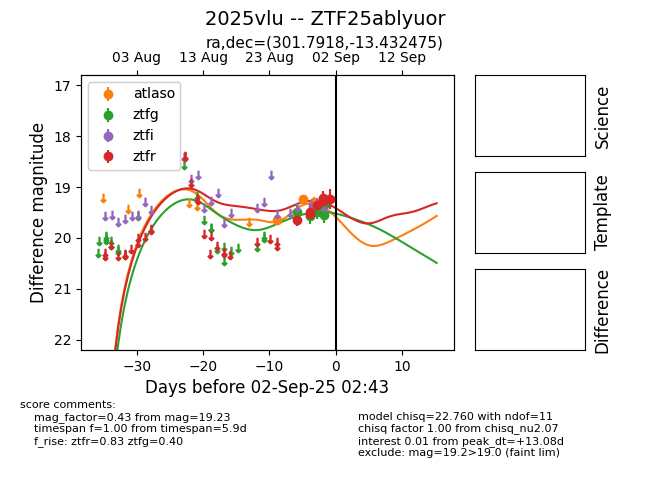 2025vlu -- ZTF25ablyuor
ra,dec=(301.7918,-13.432475)
03 Aug 13 Aug 23 Aug 02 Sep 12 Sep
atlaso
ztfg
ztfi
ztfr
17
18
19
20
21
22
Difference magnitude
−30 −20 −10 0 10
Days before 02-Sep-25 02:43
Science
Template
Difference
score comments:
mag_factor=0.43 from mag=19.23
timespan f=1.00 from timespan=5.9d
f_rise: ztfr=0.83 ztfg=0.40
model chisq=22.760 with ndof=11
chisq factor 1.00 from chisq_nu2.07
interest 0.01 from peak_dt=+13.08d
exclude: mag=19.2>19.0 (faint lim)